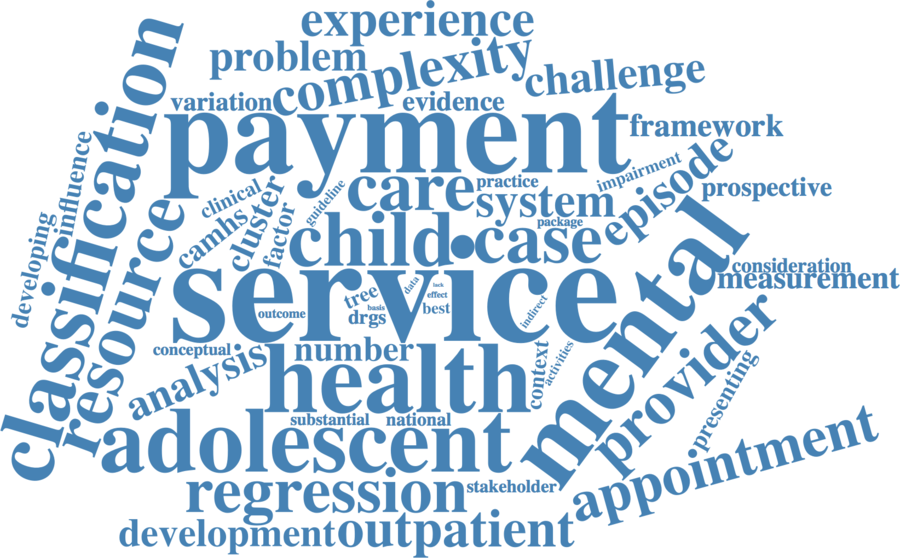 experience
problem
complexity
challenge
variation
evidence
payment
framework
classification
influence
developing
resource
clinical
camhs
cluster
factor
guideline
care
practice
system
impairment
episode
prospective
package
child
case
service
mental
consideration
measurement
outcome
tree
data
lack
effect
basis
best
drgs
indirect
conceptual
number
analysis
health
context
activities
provider
presenting
adolescent
substantial
national
appointment
regression
stakeholder
development
outpatient